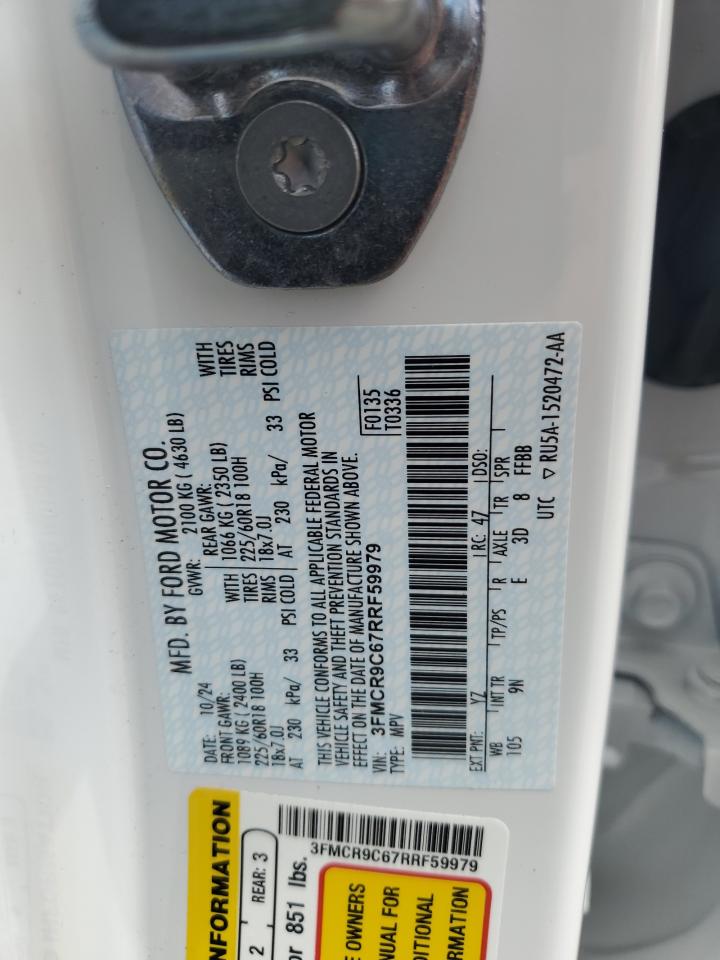 MFD. BY FORD MOTOR CO.
DATE: 10/24 GVWR: 2100 KG ( 4630 LB)
FRONT GAWR: REAR GAWR:
1089 KG ( 2400 LB) WITH 1066 KG ( 2350 LB) WITH
225/60R18 100H TIRES 225/60R18 100H TIRES
18x7.0J RIMS 18x7.0J RIMS
AT 230 kPa/ 33 PSI COLD AT 230 kPa/ 33 PSI COLD
THIS VEHICLE CONFORMS TO ALL APPLICABLE FEDERAL MOTOR
VEHICLE SAFETY AND THEFT PREVENTION STANDARDS IN
EFFECT ON THE DATE OF MANUFACTURE SHOWN ABOVE.
VIN: 3FMCR9C67RRF59979 F0135
TYPE: MPV T0336
EXT PNT: YZ RC: 47 DSO:
WB INT TR TP/PS R AXLE TR SPR
105 9N E 3D 8 FFBB
UTC ▽ RU5A-1520472-AA
NFORMATION
2 REAR: 3
or 851 lbs.
3FMCR9C67RRF59979
E OWNERS
NUAL FOR
DITIONAL
ORMATION